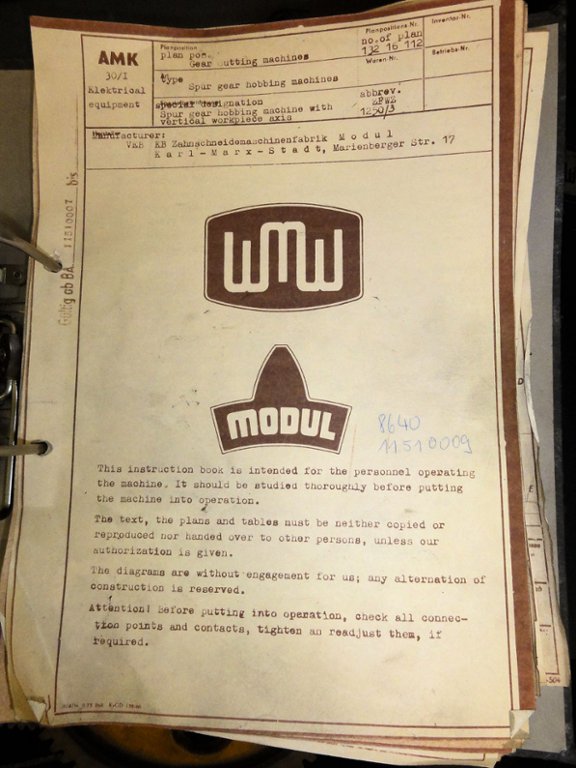 AMK
30/I
Elektrical
equipment
Planposition
plan pos.
Gear cutting machines
Planpositions-Nr.
no.of plan
132 16 112
Inventar-Nr.
type
Spur gear hobbing machines
Waren-Nr.
Betriebs-Nr.
special designation
Spur gear hobbing machine with
vertical workpiece axis
abbrev.
ZFWZ
1250/3
Manufacturer:
VEB KB Zahnschneidemaschinenfabrik Modul
Karl-Marx-Stadt, Marienberger Str. 17
Gültig ab BA 11510007 bis
WMW
MODUL
8640
11510009
This instruction book is intended for the personnel operating
the machine. It should be studied thoroughly before putting
the machine into operation.
The text, the plans and tables must be neither copied or
reproduced nor handed over to other persons, unless our
authorization is given.
The diagrams are without engagement for us; any alternation of
construction is reserved.
Attention! Before putting into operation, check all connec-
tion points and contacts, tighten an readjust them, if
required.